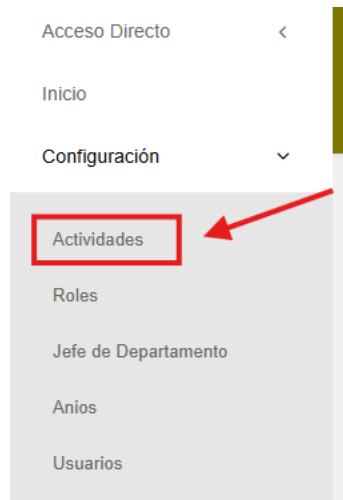 Acceso Directo
Inicio
Configuración
Actividades
Roles
Jefe de Departamento
Anios
Usuarios